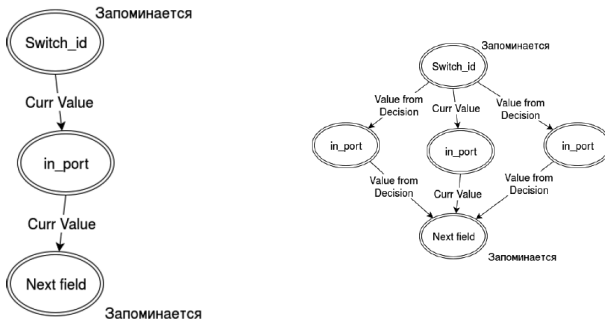 Запоминается
Switch_id
Curr Value
in_port
Curr Value
Next field
Запоминается
Запоминается
Switch_id
Value from
Decision
Curr Value
Value from
Decision
in_port
in_port
in_port
Value from
Decision
Curr Value
Value from
Decision
Next field
Запоминается